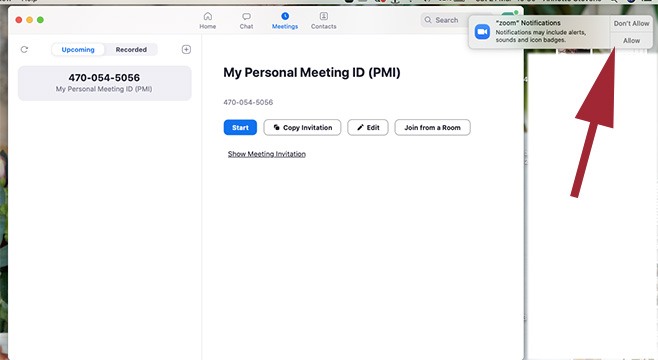 Help
Home
Chat
Meetings
Contacts
Search
"zoom" Notifications
Notifications may include alerts,
sounds and icon badges.
Don't Allow
Allow
Upcoming
Recorded
470-054-5056
My Personal Meeting ID (PMI)
My Personal Meeting ID (PMI)
470-054-5056
Start
Copy Invitation
Edit
Join from a Room
Show Meeting Invitation